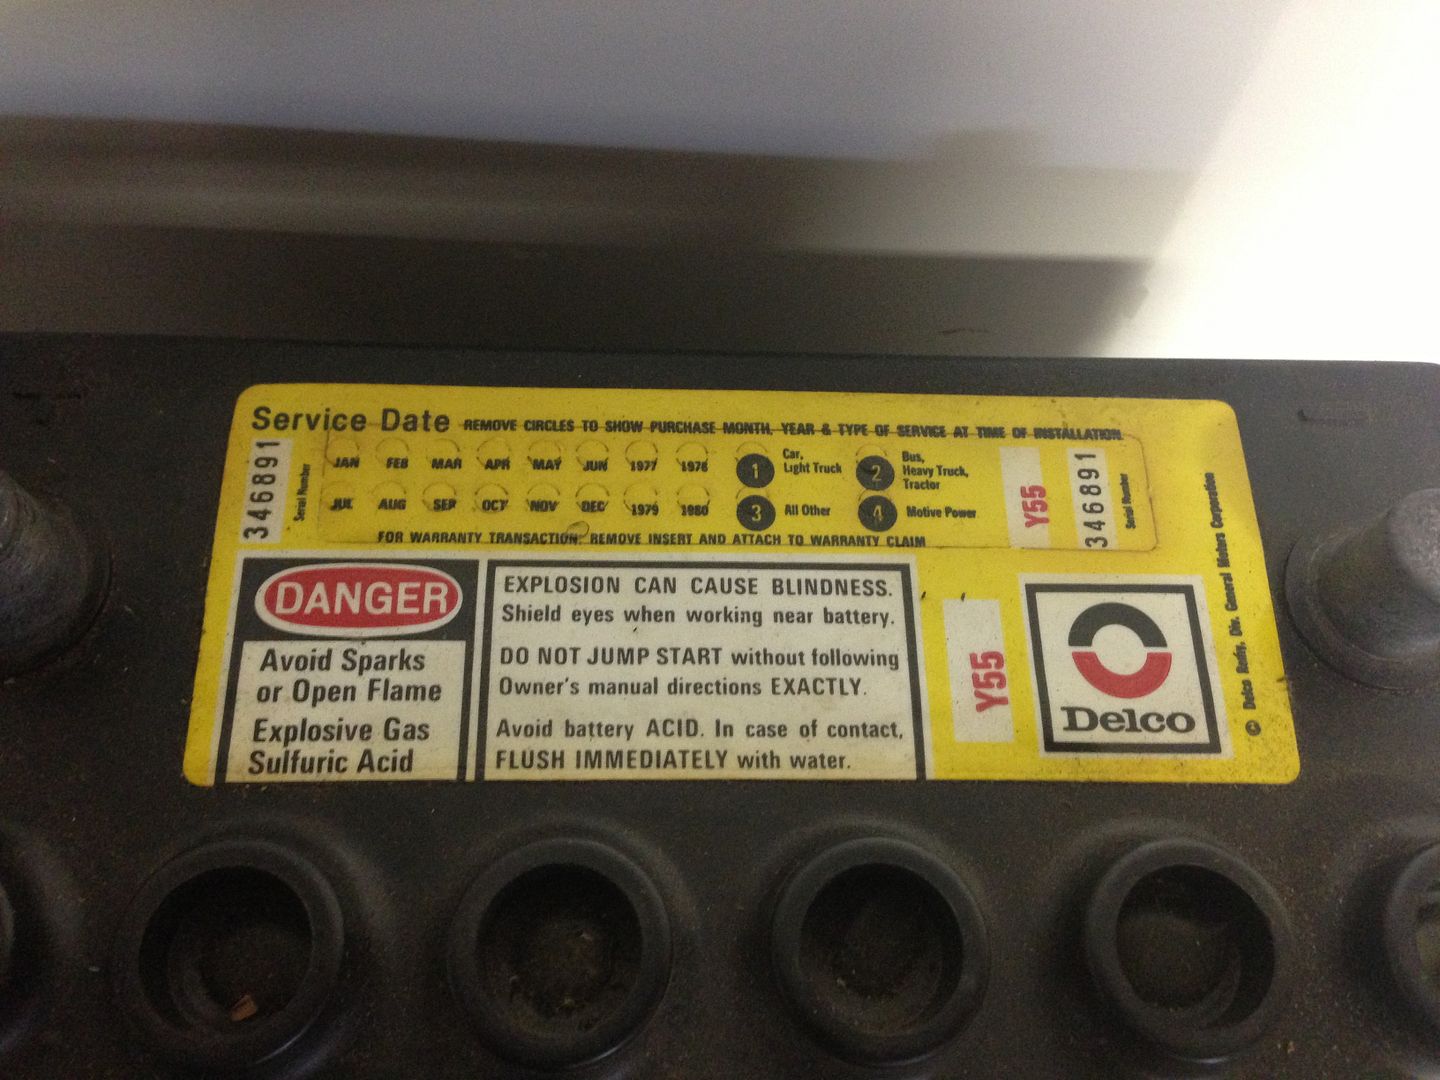 Service Date REMOVE CIRCLES TO SHOW PURCHASE MONTH, YEAR & TYPE OF SERVICE AT TIME OF INSTALLATION.
346891
Serial Number
JAN FEB MAR APR MAY JUN 1977 1978
JUL AUG SEP OCT NOV DEC 1979 1980
1 Car,
Light Truck
2 Bus,
Heavy Truck,
Tractor
3 All Other
4 Motive Power
Y55
346891
Serial Number
FOR WARRANTY TRANSACTION: REMOVE INSERT AND ATTACH TO WARRANTY CLAIM
DANGER
Avoid Sparks
or Open Flame
Explosive Gas
Sulfuric Acid
EXPLOSION CAN CAUSE BLINDNESS.
Shield eyes when working near battery.
DO NOT JUMP START without following
Owner's manual directions EXACTLY.
Avoid battery ACID. In case of contact,
FLUSH IMMEDIATELY with water.
Y55
Delco
© Delco Remy, Div. General Motors Corporation